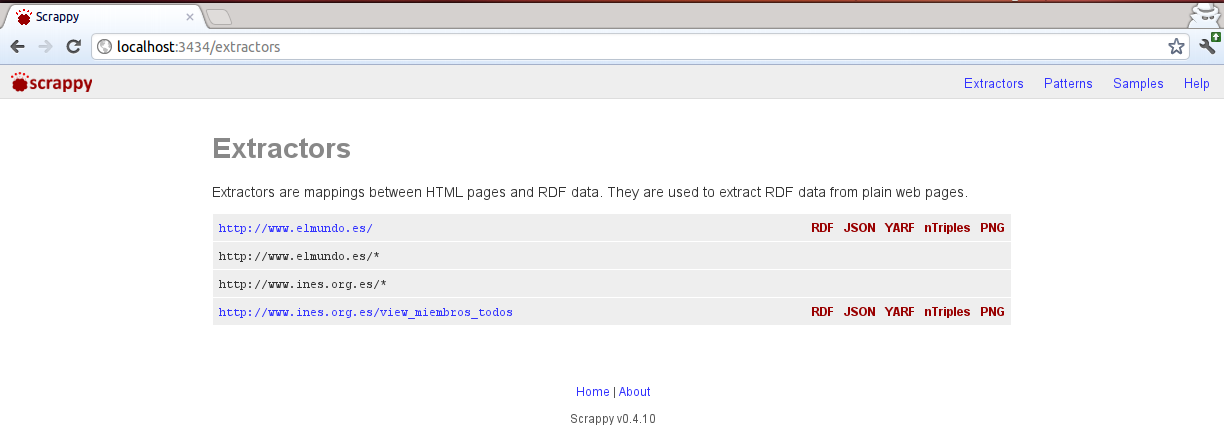 Scrappy
localhost:3434/extractors
scrappy
Extractors Patterns Samples Help
Extractors
Extractors are mappings between HTML pages and RDF data. They are used to extract RDF data from plain web pages.
http://www.elmundo.es/ RDF JSON YARF nTriples PNG
http://www.elmundo.es/*
http://www.ines.org.es/*
http://www.ines.org.es/view_miembros_todos RDF JSON YARF nTriples PNG
Home | About
Scrappy v0.4.10